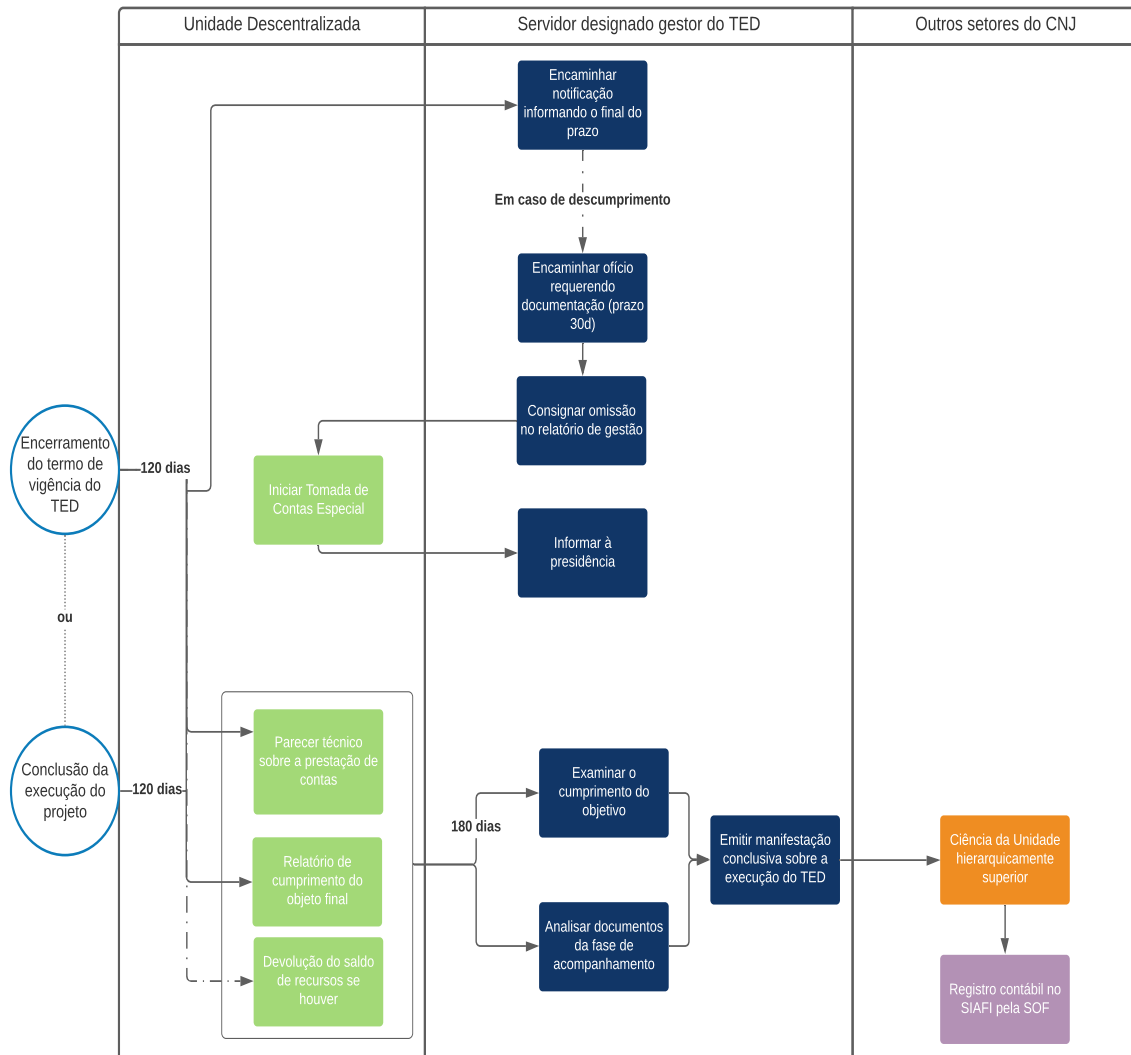 Unidade Descentralizada
Servidor designado gestor do TED
Outros setores do CNJ
Encaminhar
notificação
informando o final do
prazo
Em caso de descumprimento
Encaminhar ofício
requerendo
documentação (prazo
30d)
Consignar omissão
no relatório de gestão
Encerramento
do termo de
vigência do
TED
120 dias
Iniciar Tomada de
Contas Especial
Informar à
presidência
ou
Conclusão da
execução do
projeto
120 dias
Parecer técnico
sobre a prestação de
contas
Relatório de
cumprimento do
objeto final
Devolução do saldo
de recursos se
houver
180 dias
Examinar o
cumprimento do
objetivo
Analisar documentos
da fase de
acompanhamento
Emitir manifestação
conclusiva sobre a
execução do TED
Ciência da Unidade
hierarquicamente
superior
Registro contábil no
SIAFI pela SOF